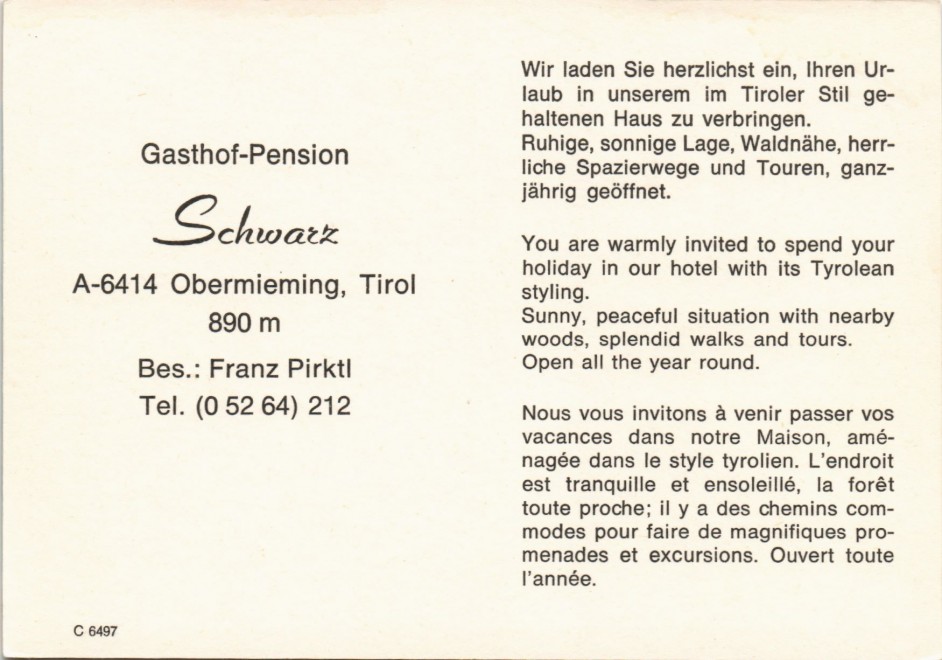 Gasthof-Pension
Schwarz
A-6414 Obermieming, Tirol
890 m
Bes.: Franz Pirktl
Tel. (0 52 64) 212
C 6497
Wir laden Sie herzlichst ein, Ihren Ur-
laub in unserem im Tiroler Stil ge-
haltenen Haus zu verbringen.
Ruhige, sonnige Lage, Waldnähe, herr-
liche Spazierwege und Touren, ganz-
jährig geöffnet.
You are warmly invited to spend your
holiday in our hotel with its Tyrolean
styling.
Sunny, peaceful situation with nearby
woods, splendid walks and tours.
Open all the year round.
Nous vous invitons à venir passer vos
vacances dans notre Maison, amé-
nagée dans le style tyrolien. L'endroit
est tranquille et ensoleillé, la forêt
toute proche; il y a des chemins com-
modes pour faire de magnifiques pro-
menades et excursions. Ouvert toute
l'année.